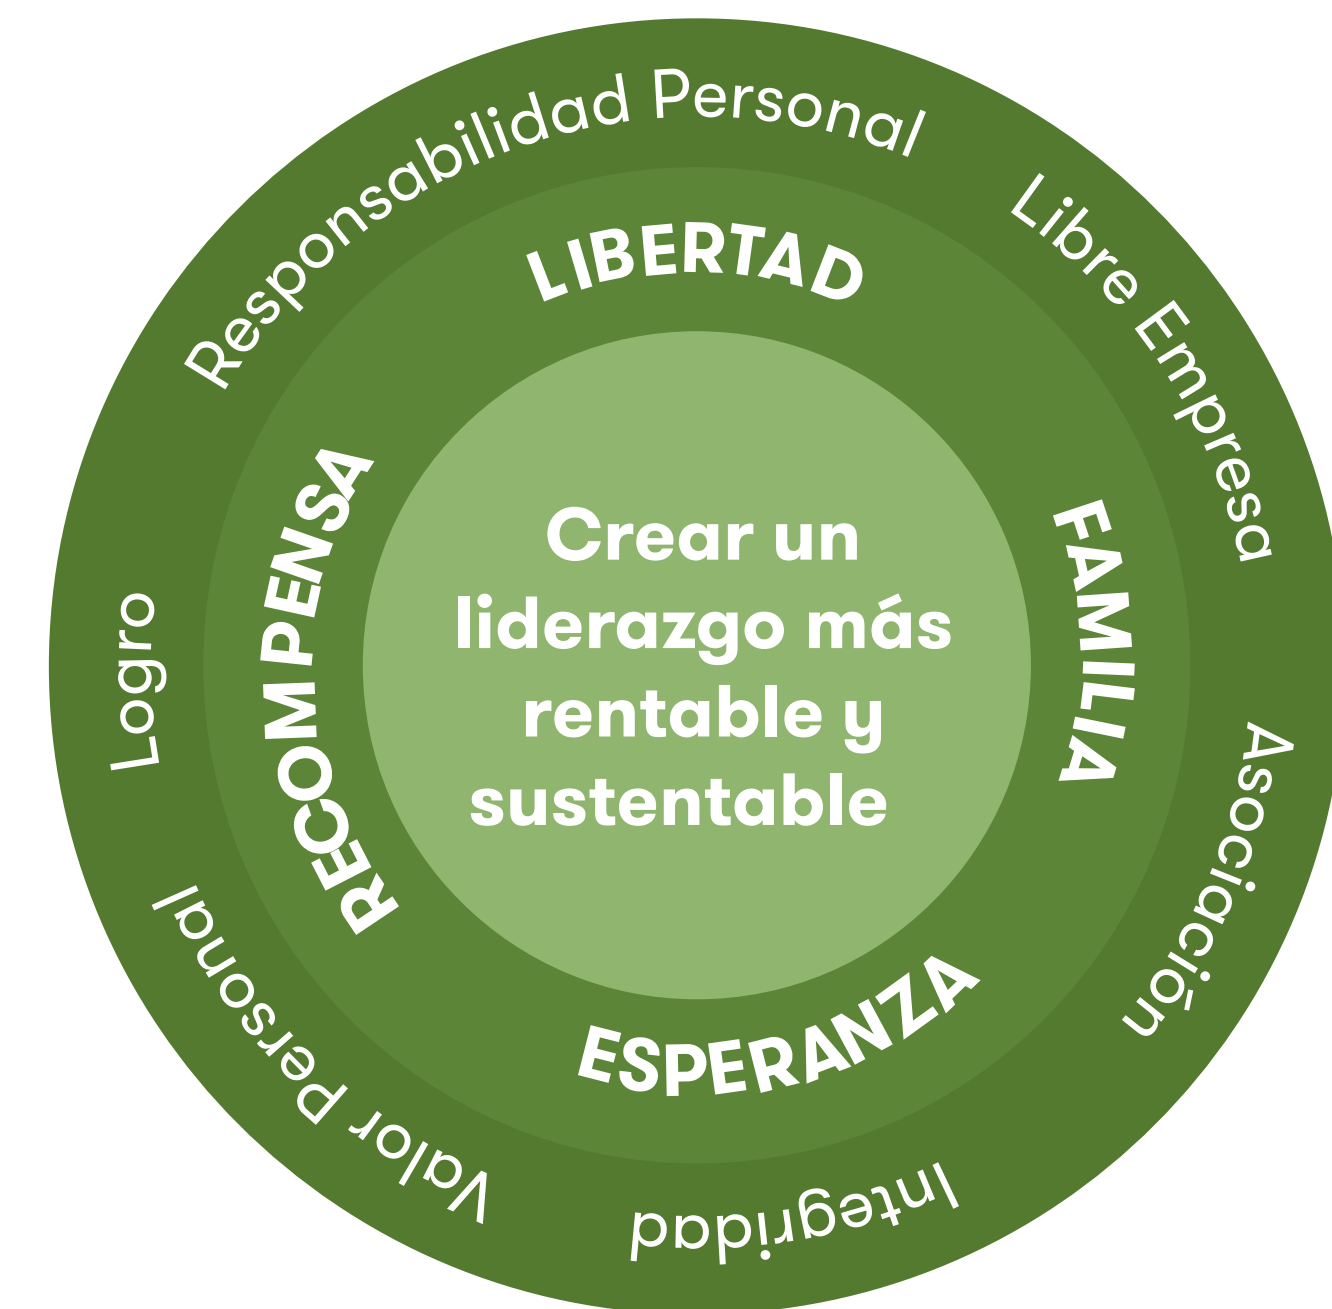 Responsabilidad Personal
Libre Empresa
Asociación
Integridad
Valor Personal
Logro
LIBERTAD
FAMILIA
ESPERANZA
RECOMPENSA
Crear un
liderazgo más
rentable y
sustentable